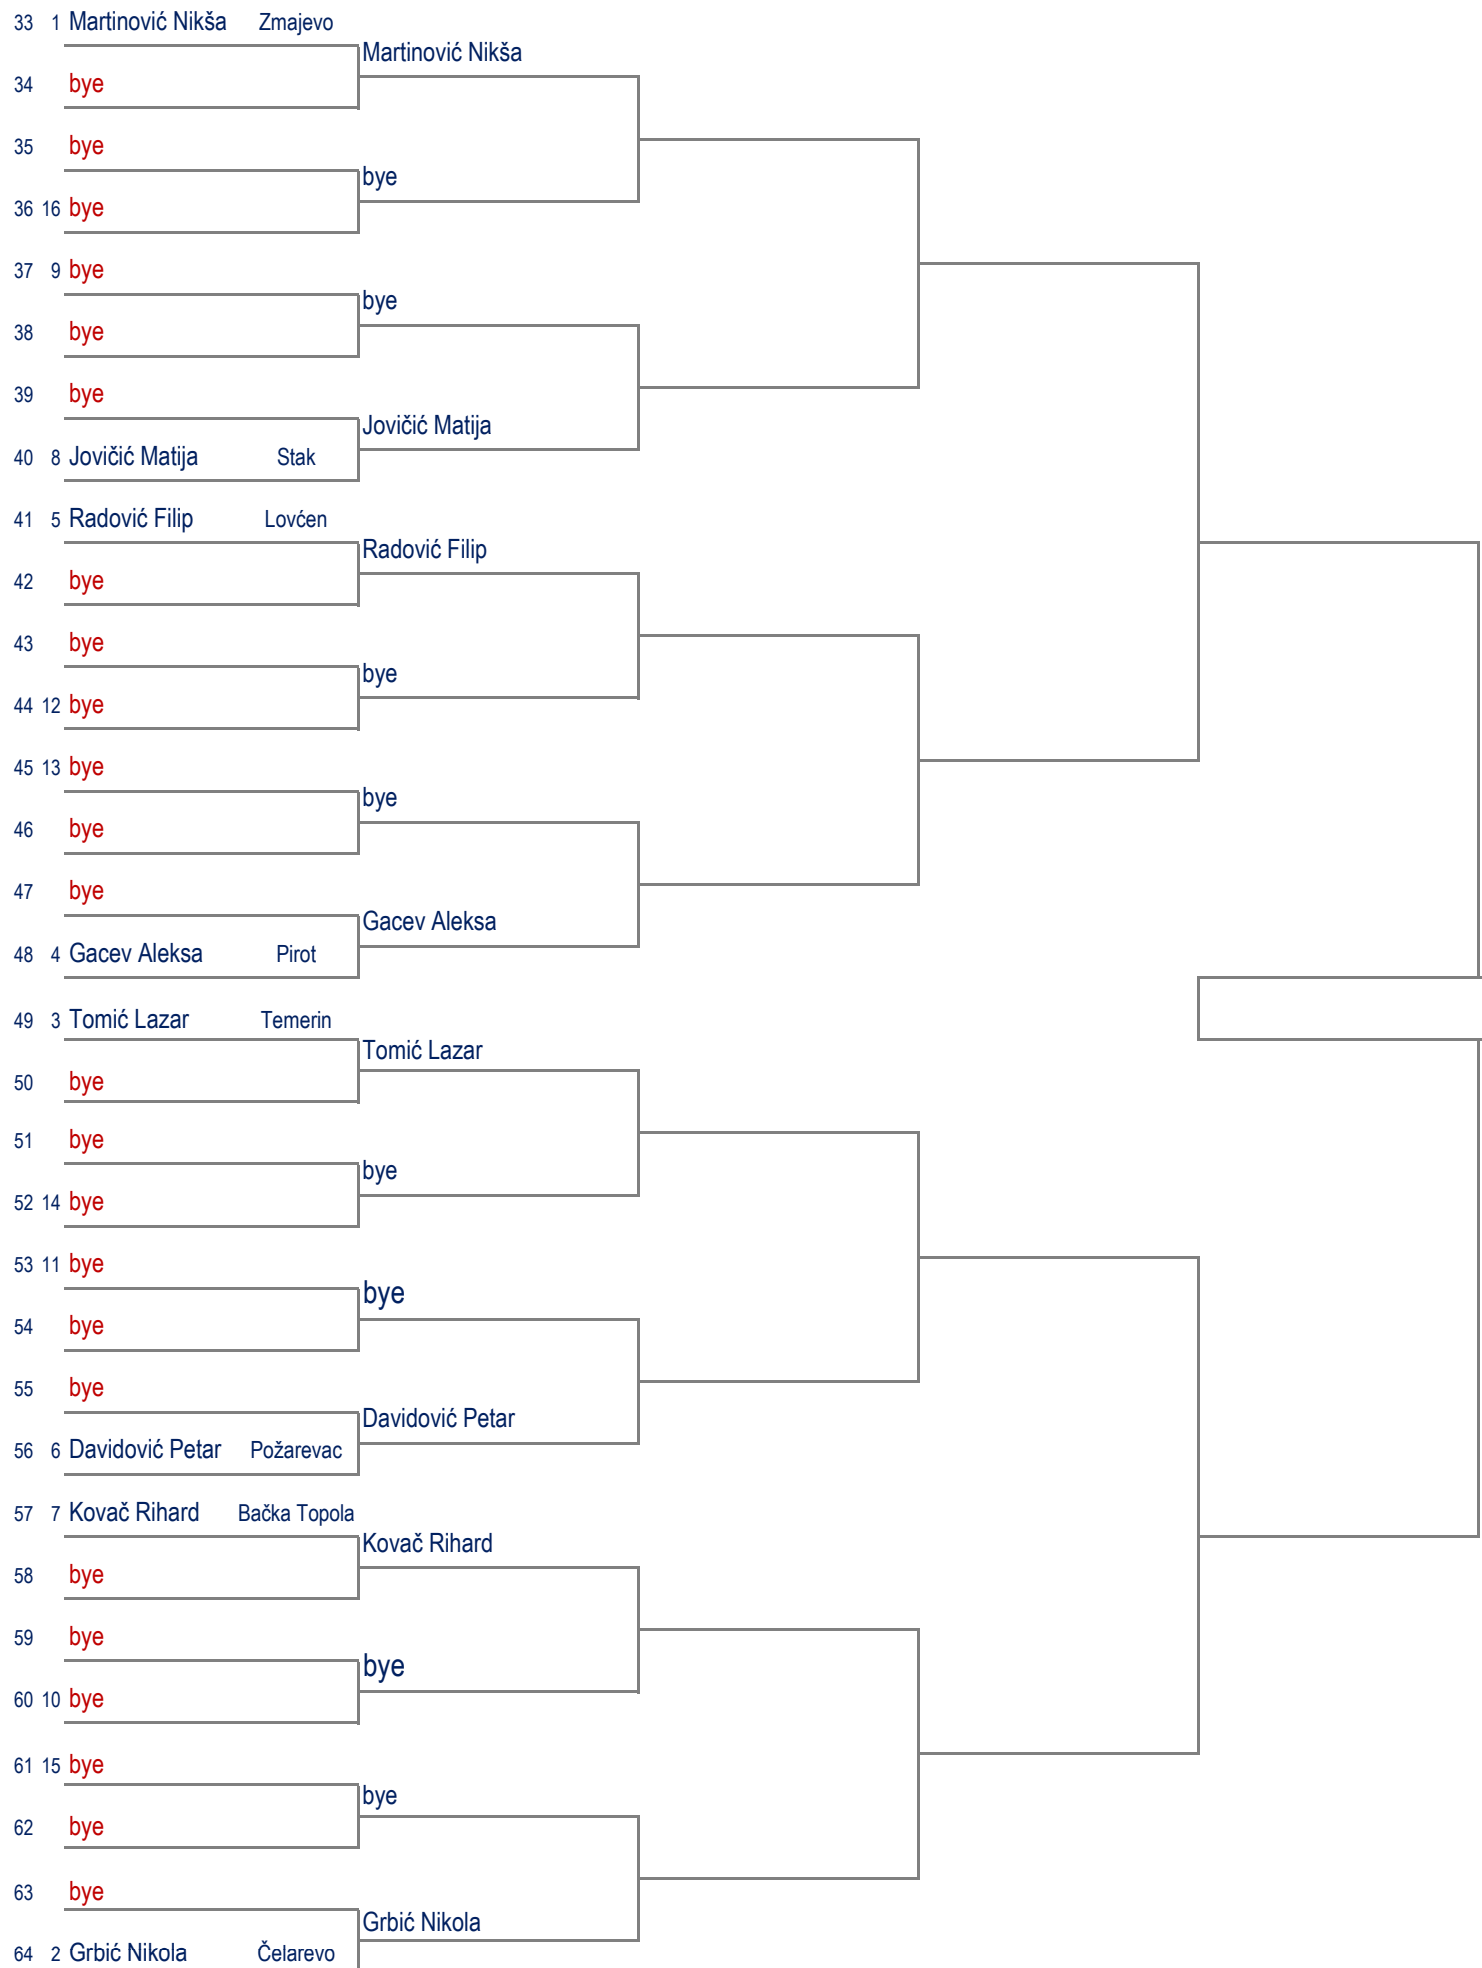 33 1 Martinović Nikša Zmajevo
Martinović Nikša
34 bye
35 bye
bye
36 16 bye
37 9 bye
bye
38 bye
39 bye
Jovičić Matija
40 8 Jovičić Matija Stak
41 5 Radović Filip Lovćen
Radović Filip
42 bye
43 bye
bye
44 12 bye
45 13 bye
bye
46 bye
47 bye
Gacev Aleksa
48 4 Gacev Aleksa Pirot
49 3 Tomić Lazar Temerin
Tomić Lazar
50 bye
51 bye
bye
52 14 bye
53 11 bye
bye
54 bye
55 bye
Davidović Petar
56 6 Davidović Petar Požarevac
57 7 Kovač Rihard Bačka Topola
Kovač Rihard
58 bye
59 bye
bye
60 10 bye
61 15 bye
bye
62 bye
63 bye
Grbić Nikola
64 2 Grbić Nikola Čelarevo